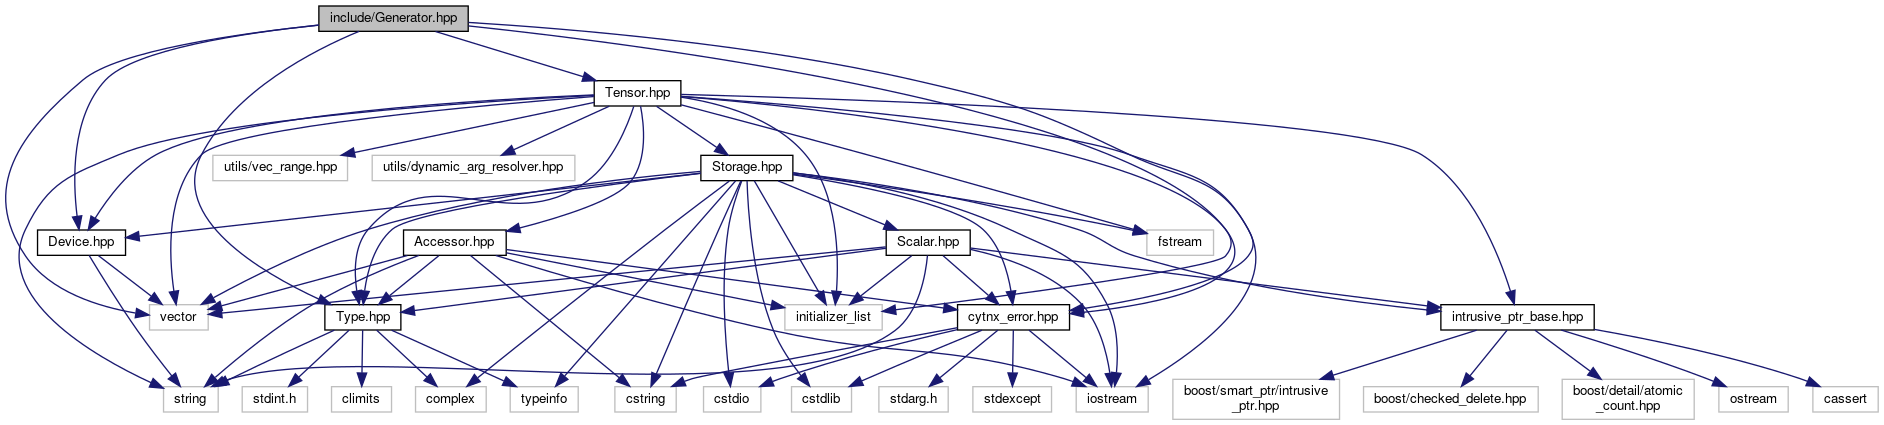 include/Generator.hpp
Tensor.hpp
utils/vec_range.hpp
utils/dynamic_arg_resolver.hpp
Storage.hpp
Device.hpp
Accessor.hpp
Scalar.hpp
fstream
vector
Type.hpp
initializer_list
cytnx_error.hpp
intrusive_ptr_base.hpp
string
stdint.h
climits
complex
typeinfo
cstring
cstdio
cstdlib
stdarg.h
stdexcept
iostream
boost/smart_ptr/intrusive
_ptr.hpp
boost/checked_delete.hpp
boost/detail/atomic
_count.hpp
ostream
cassert